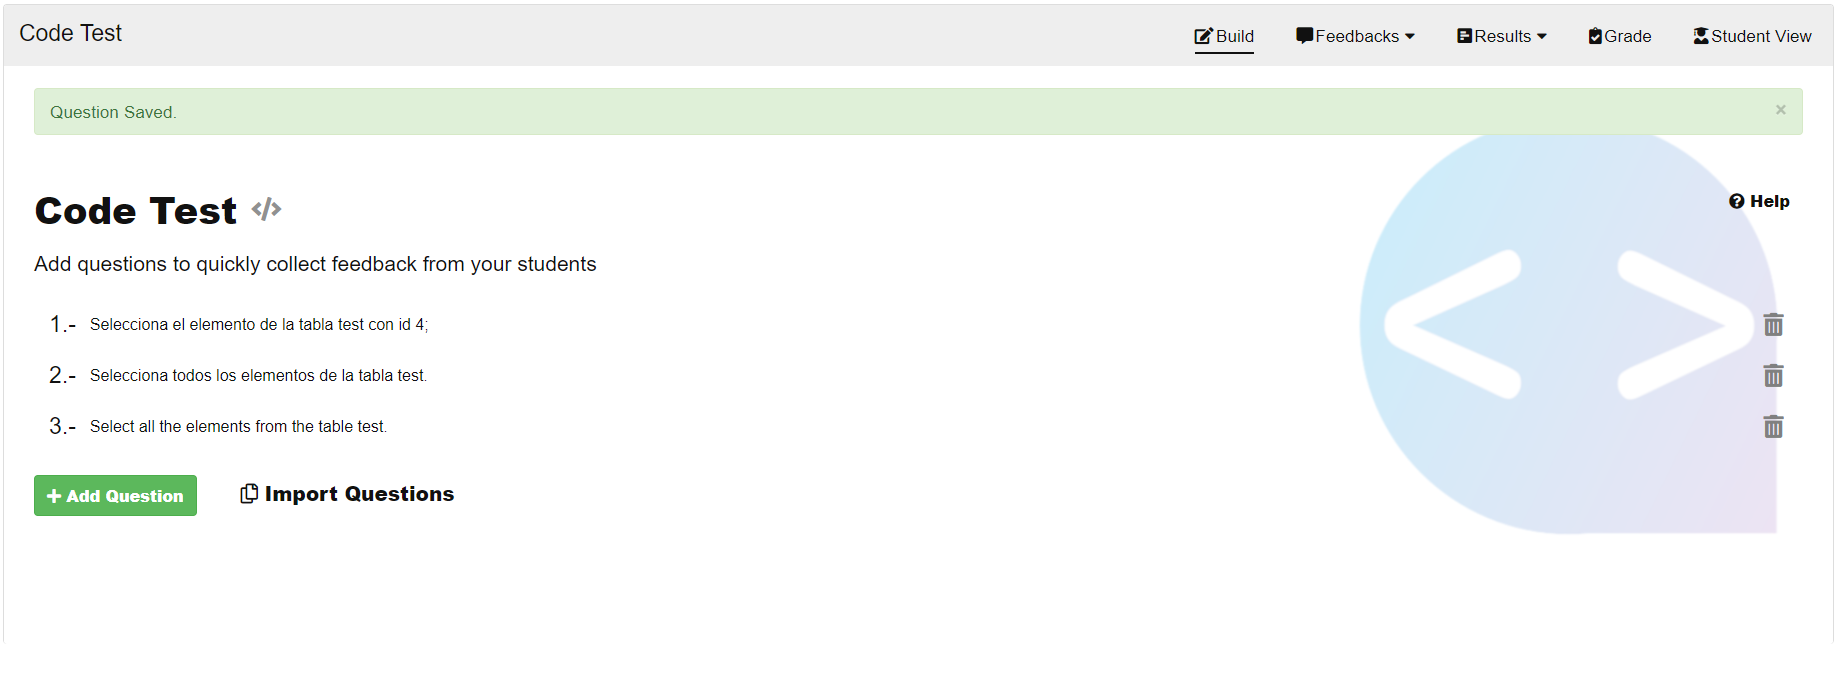 Code Test
Build Feedbacks Results Grade Student View
Question Saved.
×
Code Test </>
Help
Add questions to quickly collect feedback from your students
1.- Selecciona el elemento de la tabla test con id 4;
2.- Selecciona todos los elementos de la tabla test.
3.- Select all the elements from the table test.
+ Add Question Import Questions